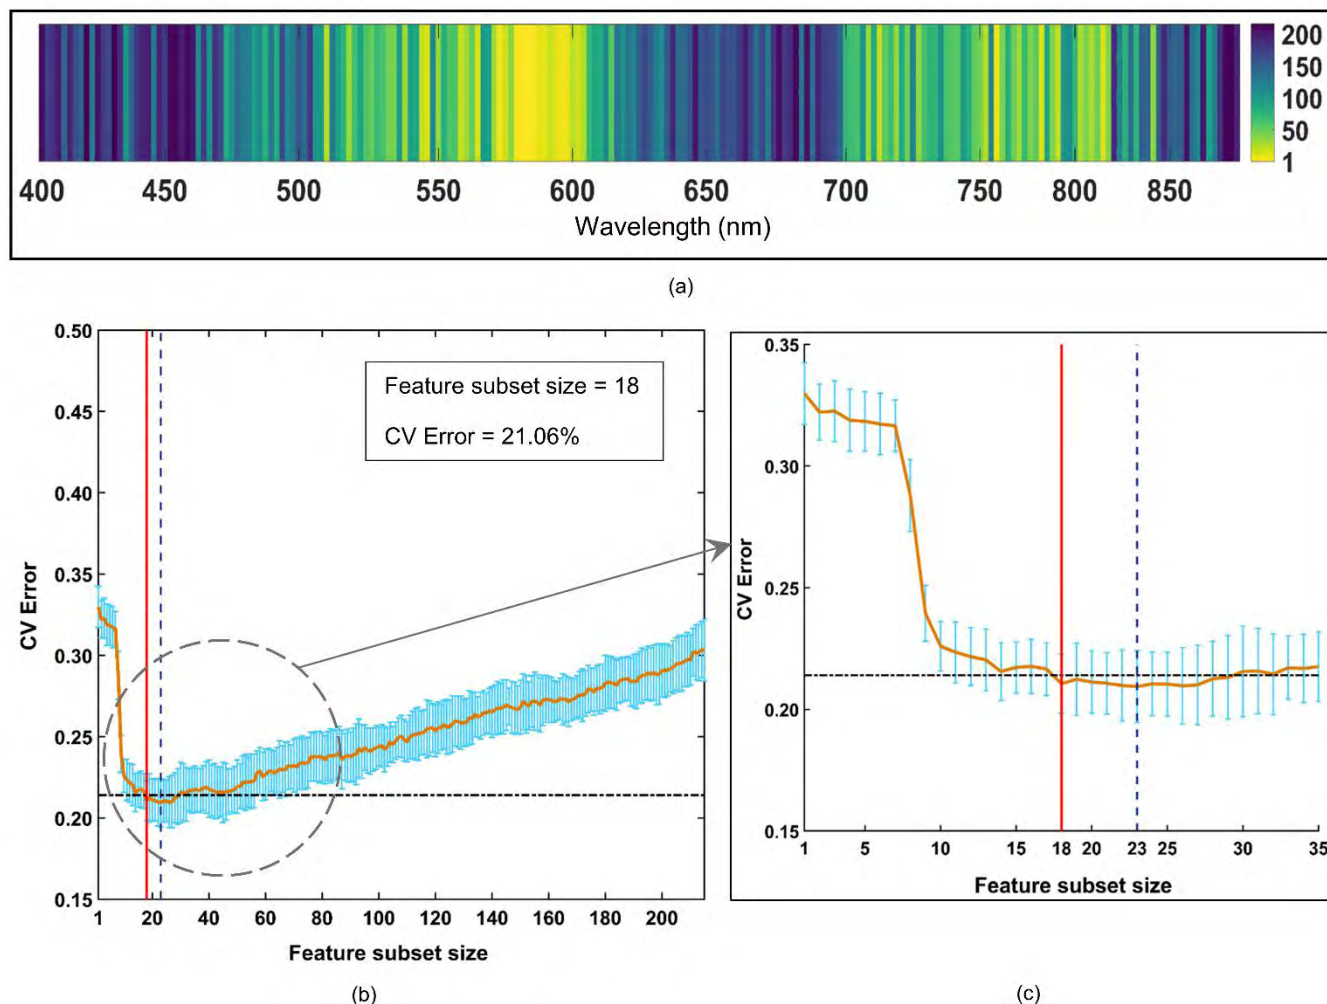 200
150
100
50
1
400 450 500 550 600 650 700 750 800 850
Wavelength (nm)
(a)
0.50
0.45
0.40
0.35
0.30
0.25
0.20
0.15
CV Error
Feature subset size = 18
CV Error = 21.06%
1 20 40 60 80 100 120 140 160 180 200
Feature subset size
(b)
0.35
0.30
0.25
0.20
0.15
CV Error
1 5 10 15 18 20 23 25 30 35
Feature subset size
(c)